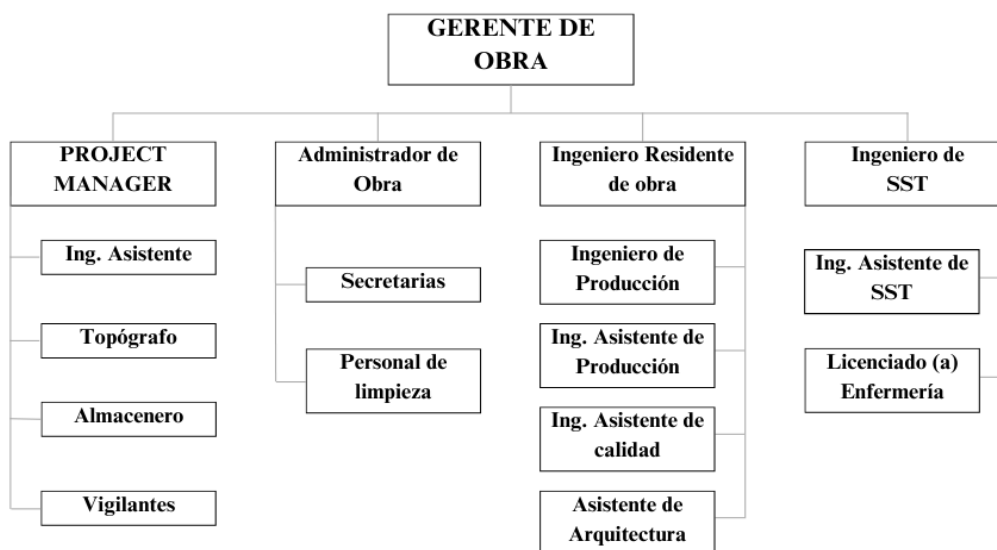 GERENTE DE
OBRA
PROJECT
MANAGER
Ing. Asistente
Topógrafo
Almacenero
Vigilantes
Administrador de
Obra
Secretarias
Personal de
limpieza
Ingeniero Residente
de obra
Ingeniero de
Producción
Ing. Asistente de
Producción
Ing. Asistente de
calidad
Asistente de
Arquitectura
Ingeniero de
SST
Ing. Asistente de
SST
Licenciado (a)
Enfermería